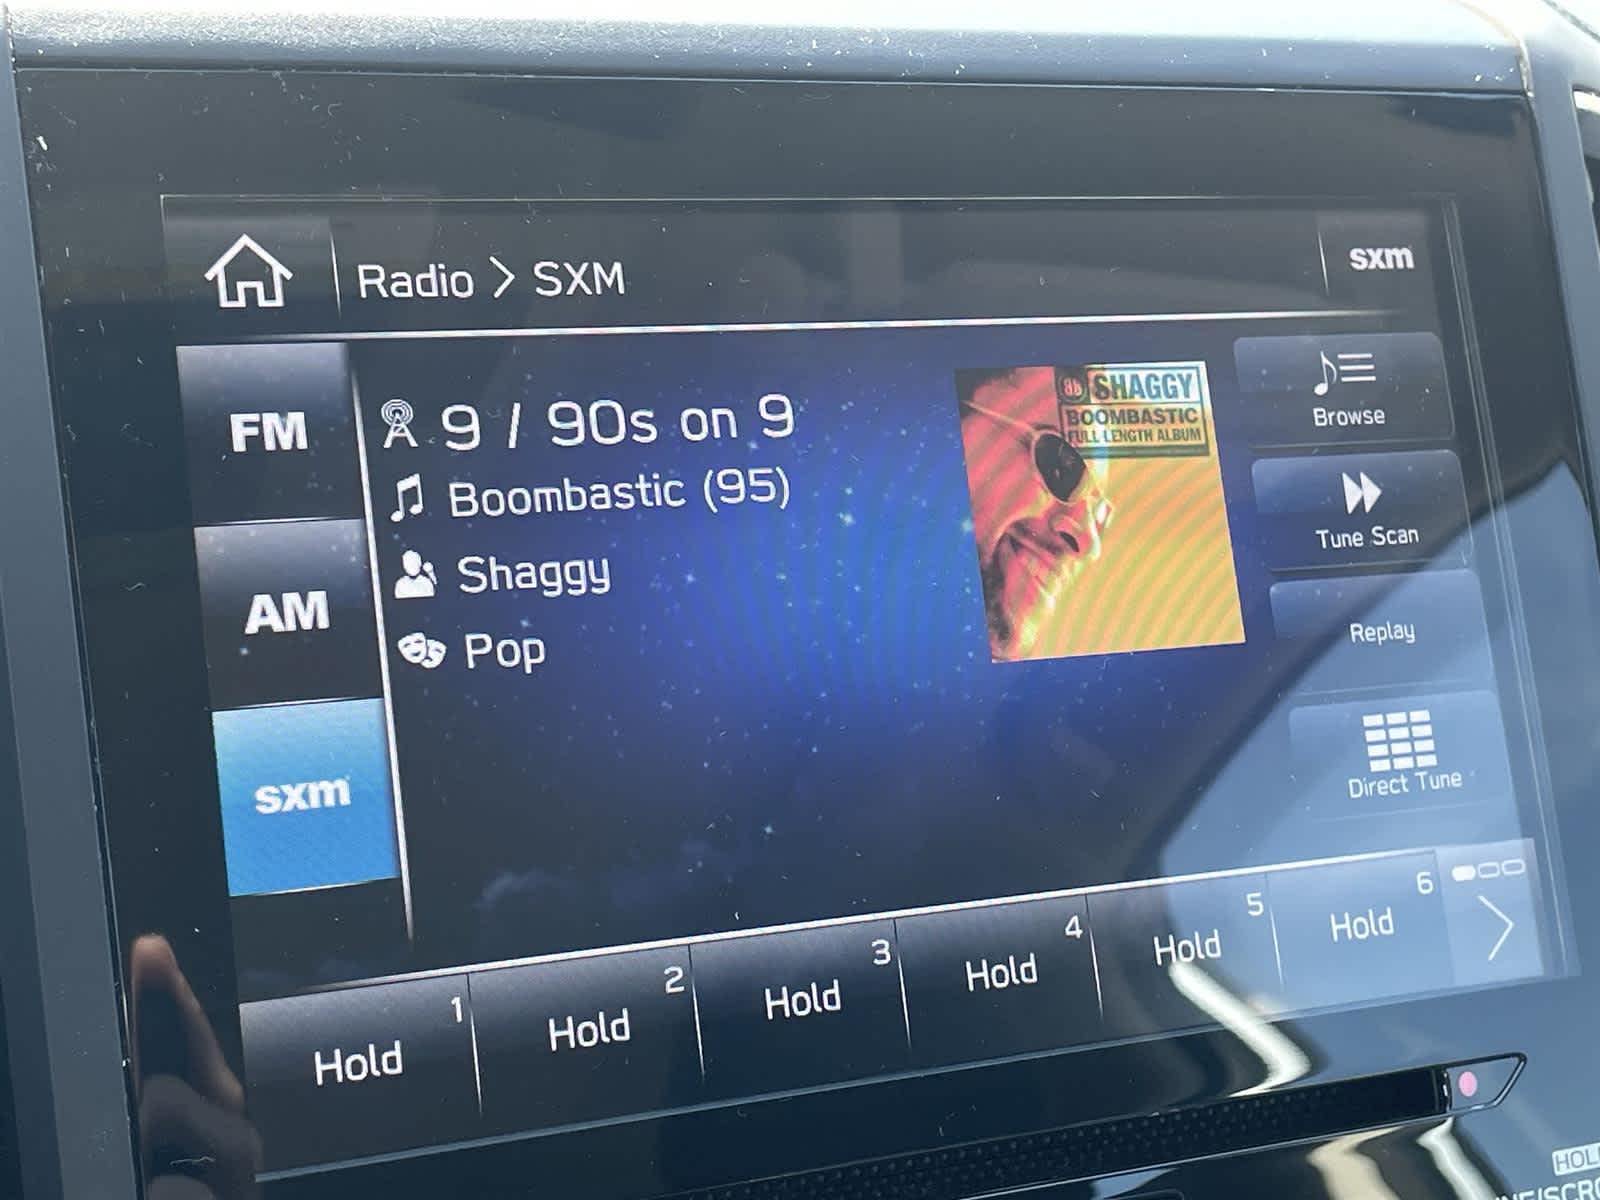 Radio > SXM
sxm
FM
AM
sxm
9 / 90s on 9
Boombastic (95)
Shaggy
Pop
SHAGGY
BOOMBASTIC
FULL LENGTH ALBUM
Browse
Tune Scan
Replay
Direct Tune
1
Hold
2
Hold
3
Hold
4
Hold
5
Hold
6
Hold